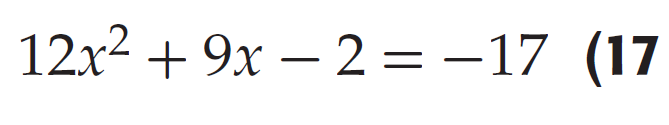 12x² + 9x − 2 = −17 (17